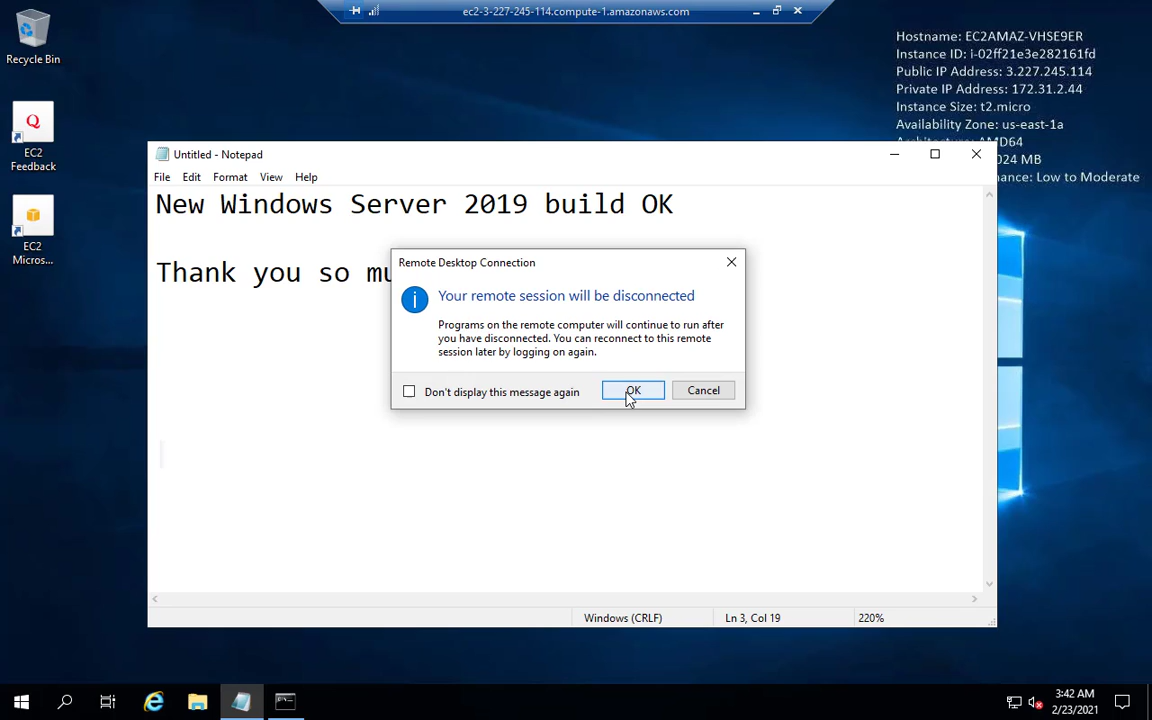 ec2-3-227-245-114.compute-1.amazonaws.com
Recycle Bin
EC2
Feedback
EC2
Micros...
Hostname: EC2AMAZ-VHSE9ER
Instance ID: i-02ff21e3e282161fd
Public IP Address: 3.227.245.114
Private IP Address: 172.31.2.44
Instance Size: t2.micro
Availability Zone: us-east-1a
AMD64
024 MB
Low to Moderate
Untitled - Notepad
File Edit Format View Help
New Windows Server 2019 build OK
Thank you so
Remote Desktop Connection
Your remote session will be disconnected
Programs on the remote computer will continue to run after
you have disconnected. You can reconnect to this remote
session later by logging on again.
Don't display this message again
OK
Cancel
Windows (CRLF)
Ln 3, Col 19
220%
3:42 AM
2/23/2021